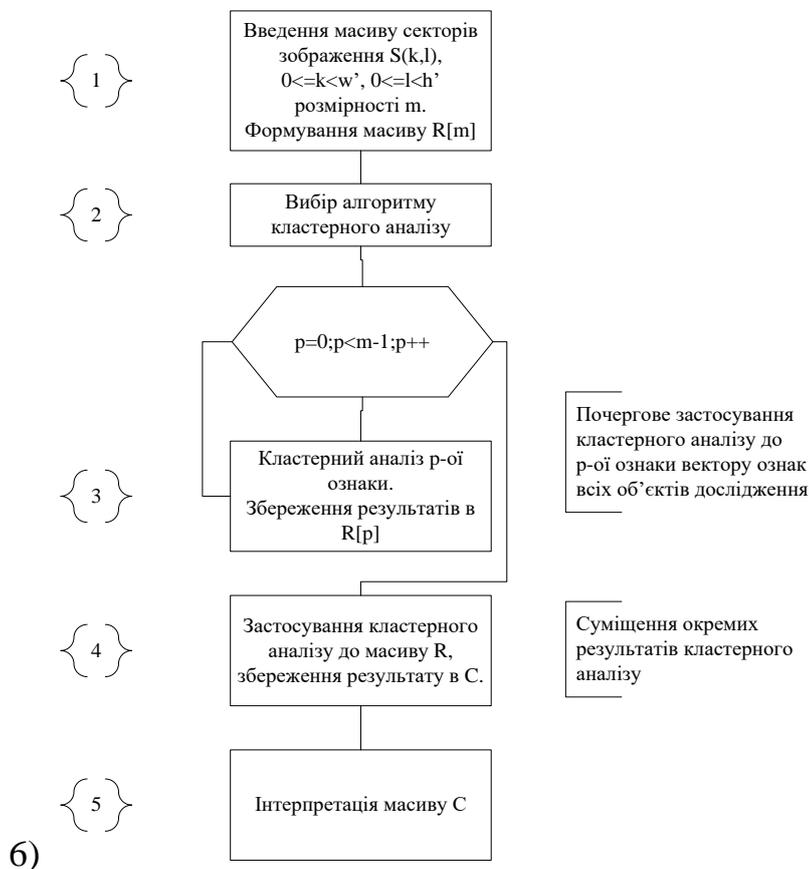 1
Введення масиву секторів
зображення S(k,l),
0<=k<w’, 0<=l<h’
розмірності m.
Формування масиву R[m]
2
Вибір алгоритму
кластерного аналізу
p=0;p<m-1;p++
3
Кластерний аналіз p-ої
ознаки.
Збереження результатів в
R[p]
Почергове застосування
кластерного аналізу до
p-ої ознаки вектору ознак
всіх об’єктів дослідження
4
Застосування кластерного
аналізу до масиву R,
збереження результату в С.
Суміщення окремих
результатів кластерного
аналізу
5
Інтерпретація масиву С
б)